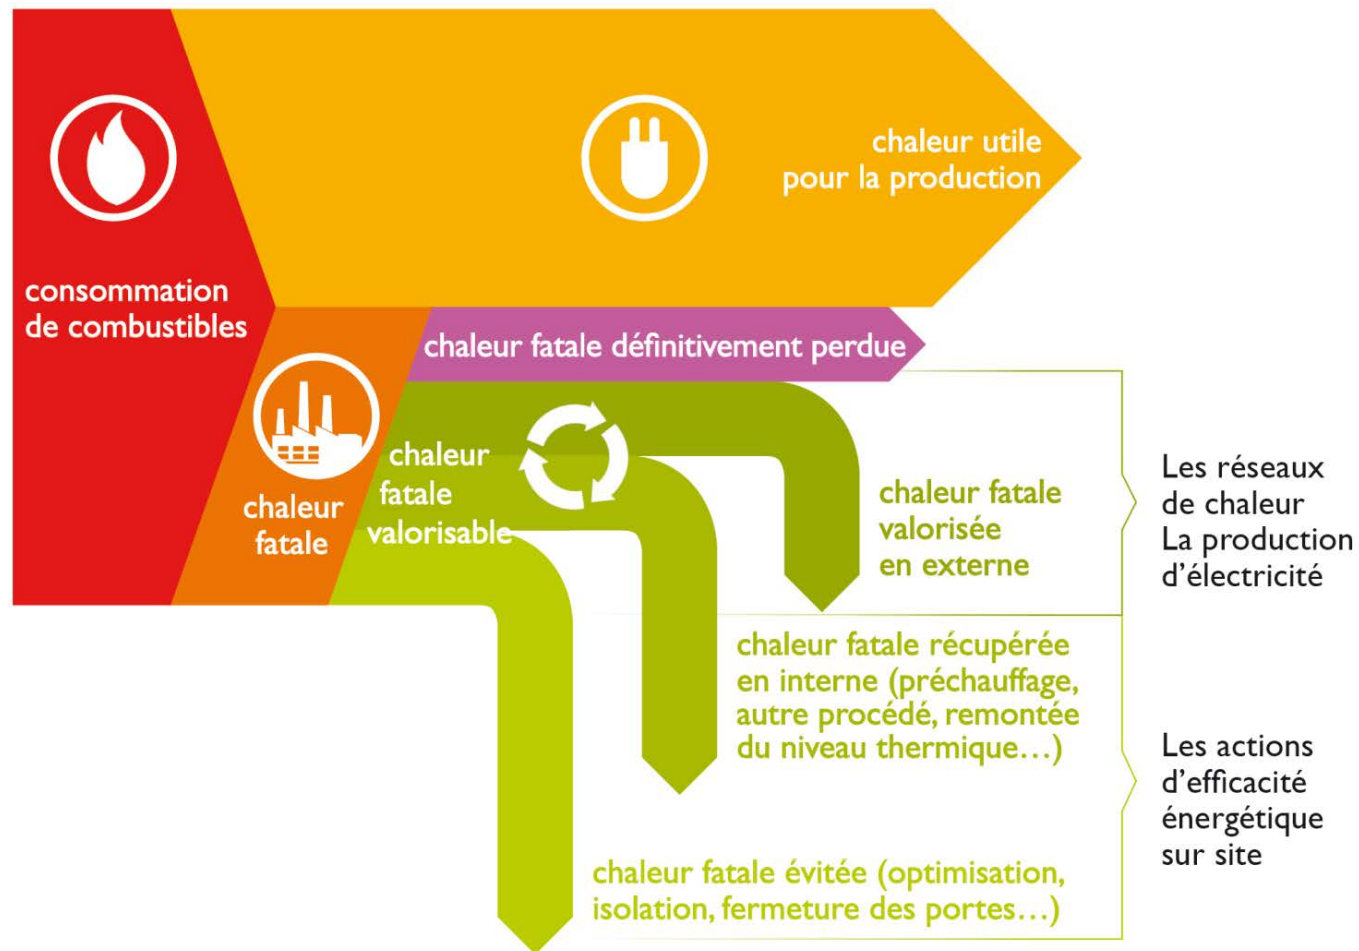 chaleur utile
pour la production
consommation
de combustibles
chaleur fatale définitivement perdue
chaleur
fatale
chaleur
fatale
valorisable
chaleur fatale
valorisée
en externe
Les réseaux
de chaleur
La production
d’électricité
chaleur fatale récupérée
en interne (préchauffage,
autre procédé, remontée
du niveau thermique…)
Les actions
d’efficacité
énergétique
sur site
chaleur fatale évitée (optimisation,
isolation, fermeture des portes…)